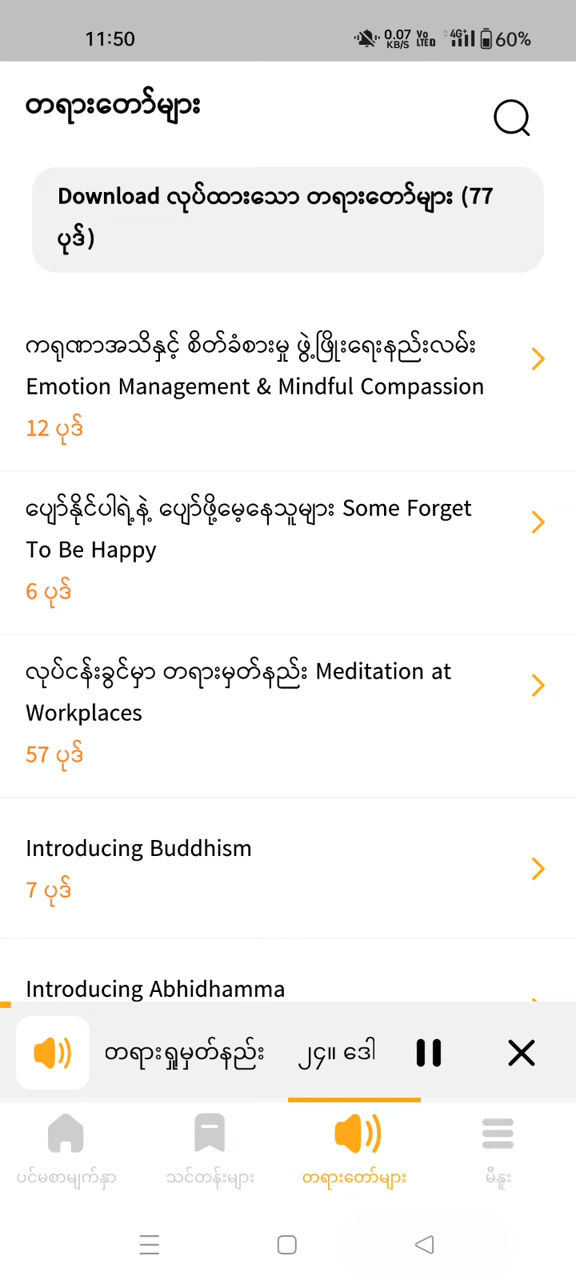 11:50
0.07 KB/S Vo LTED 4G+ 60%
တရားတော်များ
Download လုပ်ထားသော တရားတော်များ (77
ပုဒ်)
ကရုဏာအသိနှင့် စိတ်ခံစားမှု ဖွဲ့ဖြိုးရေးနည်းလမ်း
Emotion Management & Mindful Compassion
12 ပုဒ်
ပျော်နိုင်ပါရဲ့နဲ့ ပျော်ဖို့မေ့နေသူများ Some Forget
To Be Happy
6 ပုဒ်
လုပ်ငန်းခွင်မှာ တရားမှတ်နည်း Meditation at
Workplaces
57 ပုဒ်
Introducing Buddhism
7 ပုဒ်
Introducing Abhidhamma
တရားရှုမှတ်နည်း ၂၄။ ဒေါ
ပင်မစာမျက်နှာ သင်တန်းများ တရားတော်များ မီနူး